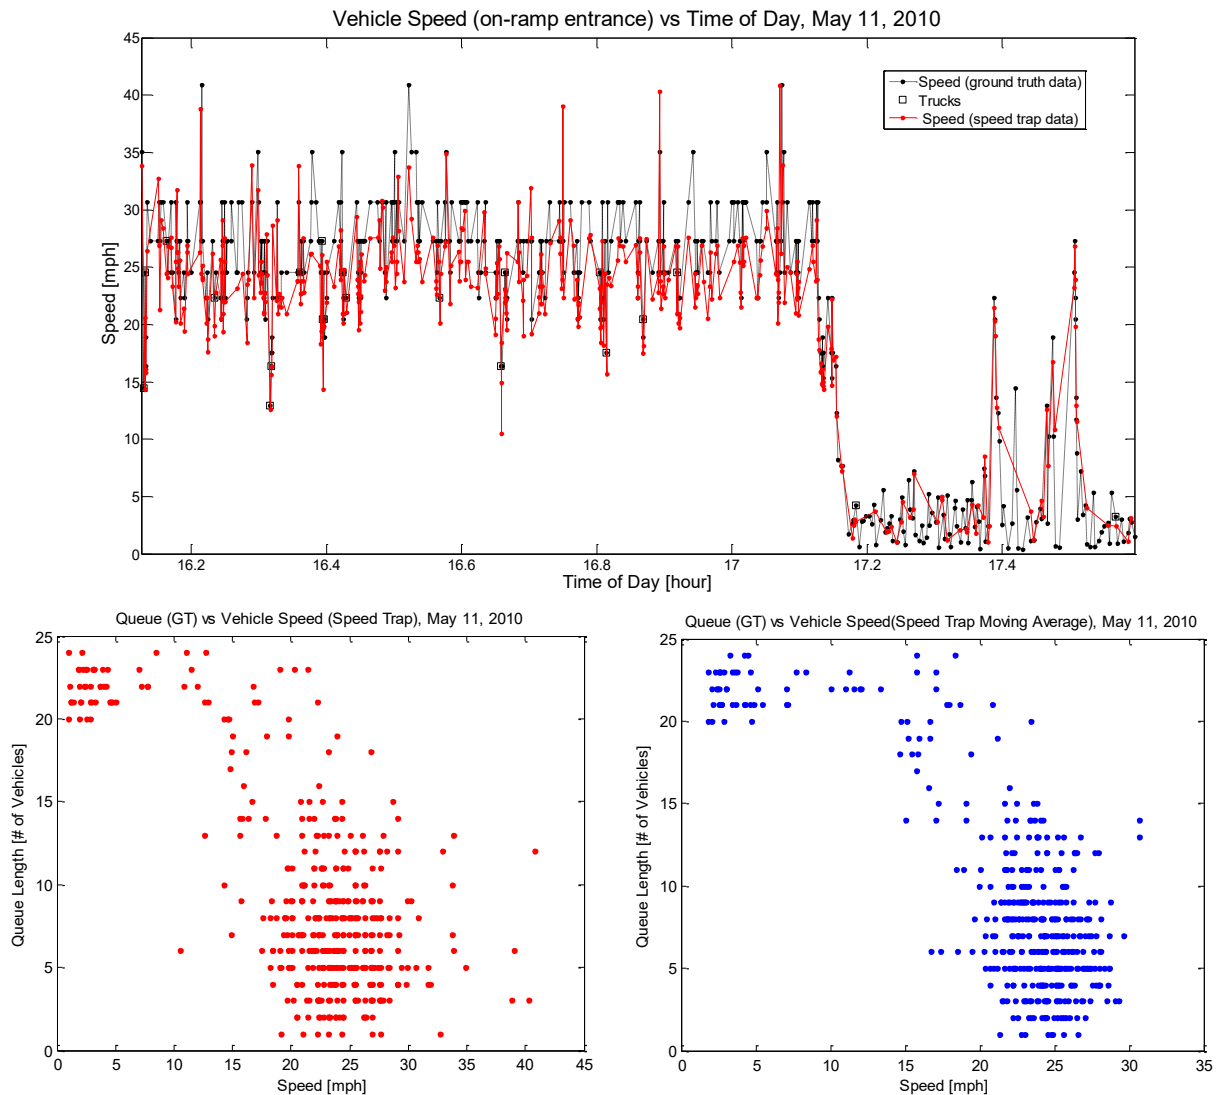 Vehicle Speed (on-ramp entrance) vs Time of Day, May 11, 2010
45
40
35
30
25
20
15
10
5
0
Speed [mph]
Speed (ground truth data)
Trucks
Speed (speed trap data)
16.2 16.4 16.6 16.8 17 17.2 17.4
Time of Day [hour]
Queue (GT) vs Vehicle Speed (Speed Trap), May 11, 2010
25
20
15
10
5
0
Queue Length [# of Vehicles]
0 5 10 15 20 25 30 35 40 45
Speed [mph]
Queue (GT) vs Vehicle Speed(Speed Trap Moving Average), May 11, 2010
25
20
15
10
5
0
Queue Length [# of Vehicles]
0 5 10 15 20 25 30 35
Speed [mph]